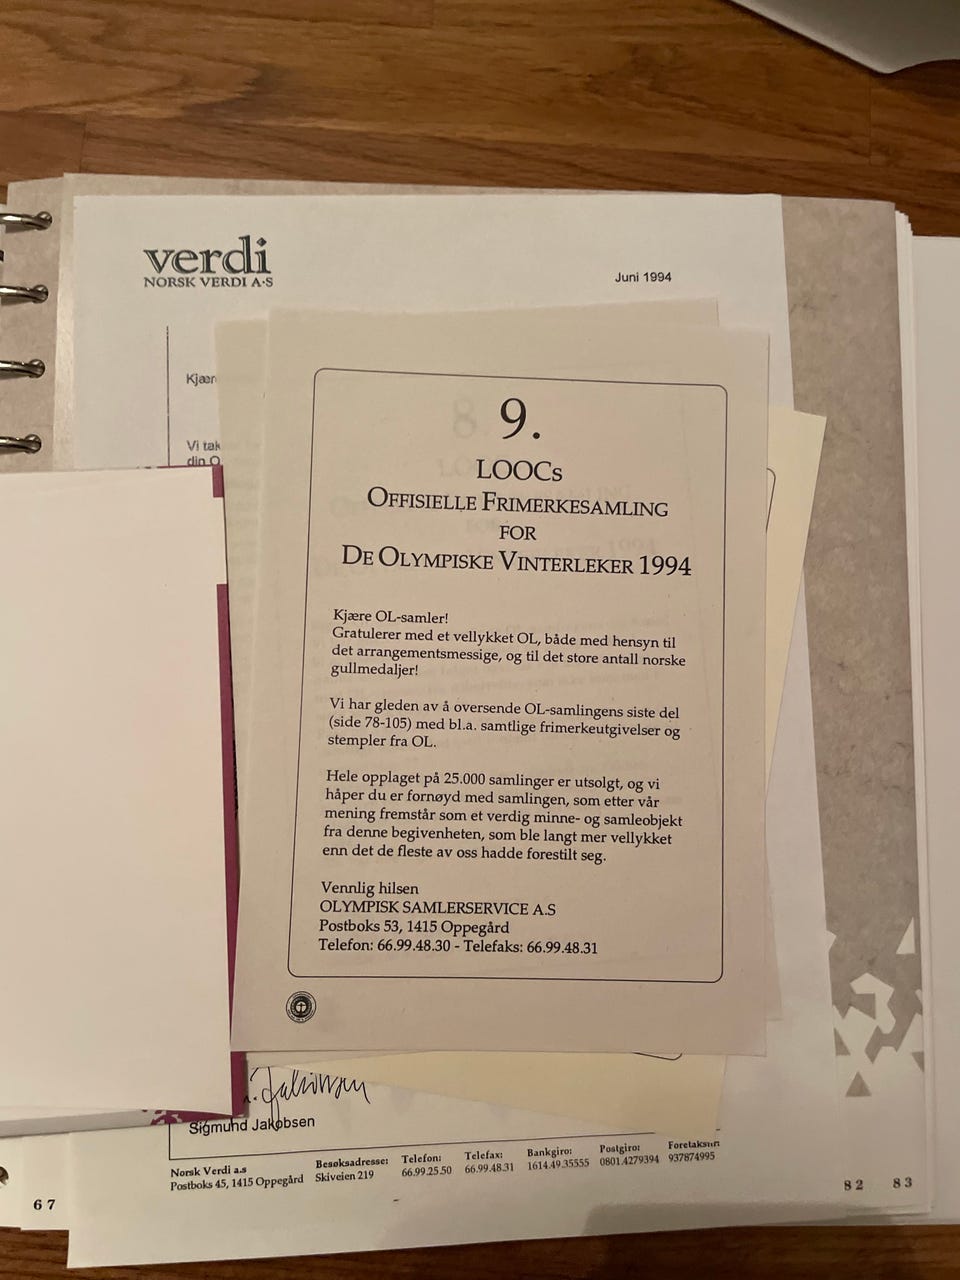 verdi
NORSK VERDI A·S
Juni 1994
Kjær
Vi tak
din O
9.
LOOCs
OFFISIELLE FRIMERKESAMLING
FOR
DE OLYMPISKE VINTERLEKER 1994
Kjære OL-samler!
Gratulerer med et vellykket OL, både med hensyn til
det arrangementsmessige, og til det store antall norske
gullmedaljer!
Vi har gleden av å oversende OL-samlingens siste del
(side 78-105) med bl.a. samtlige frimerkeutgivelser og
stempler fra OL.
Hele opplaget på 25.000 samlinger er utsolgt, og vi
håper du er fornøyd med samlingen, som etter vår
mening fremstår som et verdig minne- og samleobjekt
fra denne begivenheten, som ble langt mer vellykket
enn det de fleste av oss hadde forestilt seg.
Vennlig hilsen
OLYMPISK SAMLERSERVICE A.S
Postboks 53, 1415 Oppegård
Telefon: 66.99.48.30 - Telefaks: 66.99.48.31
Sigmund Jakobsen
Norsk Verdi a.s Besøksadresse: Telefon: Telefax: Bankgiro: Postgiro:
Postboks 45, 1415 Oppegård Skiveien 219 66.99.25.50 66.99.48.31 1614.49.35555 0801.4279394 937874995
67
82 83